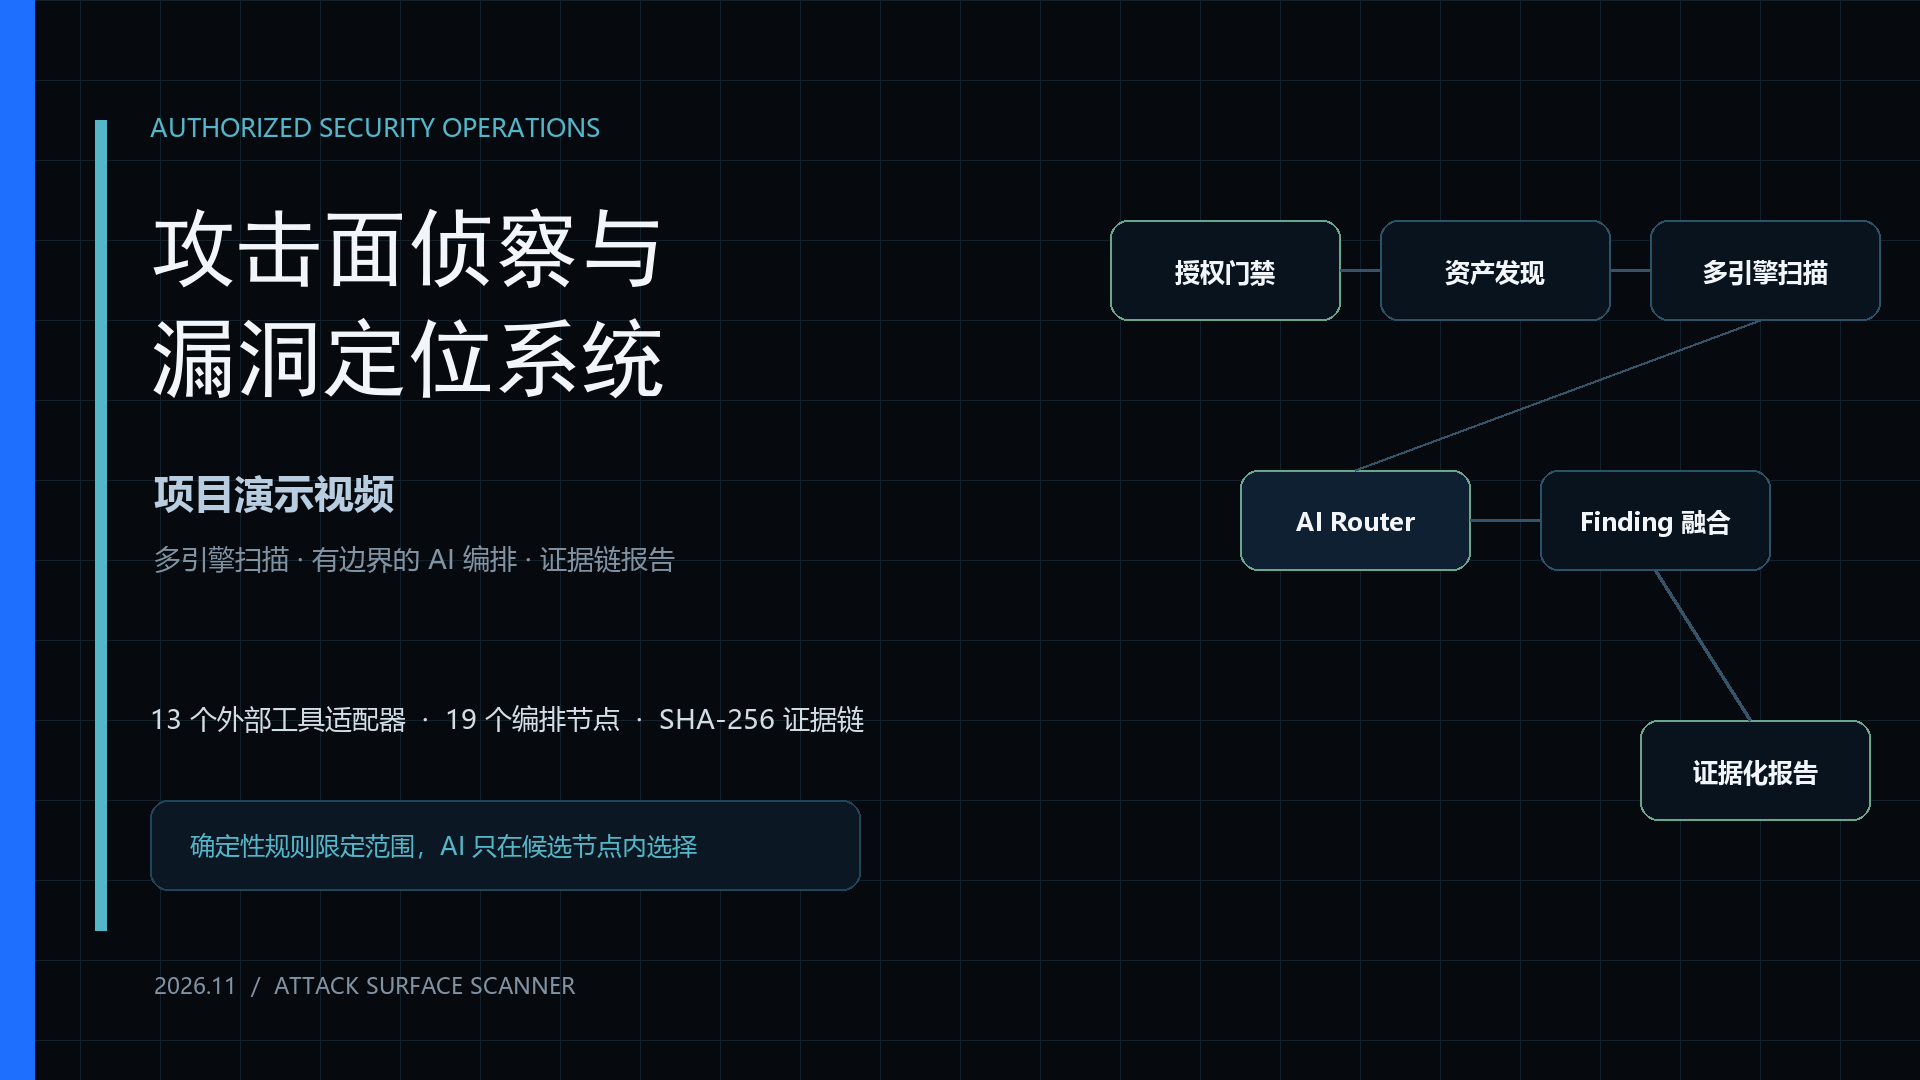 AUTHORIZED SECURITY OPERATIONS
攻击面侦察与
漏洞定位系统
项目演示视频
多引擎扫描 · 有边界的 AI 编排 · 证据链报告
13 个外部工具适配器 · 19 个编排节点 · SHA-256 证据链
确定性规则限定范围，AI 只在候选节点内选择
2026.11 / ATTACK SURFACE SCANNER
授权门禁
资产发现
多引擎扫描
AI Router
Finding 融合
证据化报告